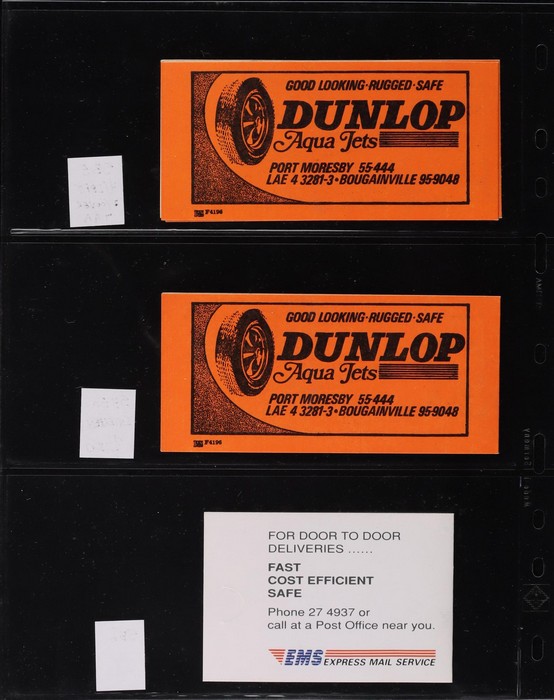 GOOD LOOKING·RUGGED·SAFE
DUNLOP
Aqua Jets
PORT MORESBY 55·444
LAE 4 3281-3•BOUGAINVILLE 95·9048
F4196
GOOD LOOKING·RUGGED·SAFE
DUNLOP
Aqua Jets
PORT MORESBY 55·444
LAE 4 3281-3•BOUGAINVILLE 95·9048
F4196
FOR DOOR TO DOOR
DELIVERIES ......
FAST
COST EFFICIENT
SAFE
Phone 27 4937 or
call at a Post Office near you.
EMS EXPRESS MAIL SERVICE